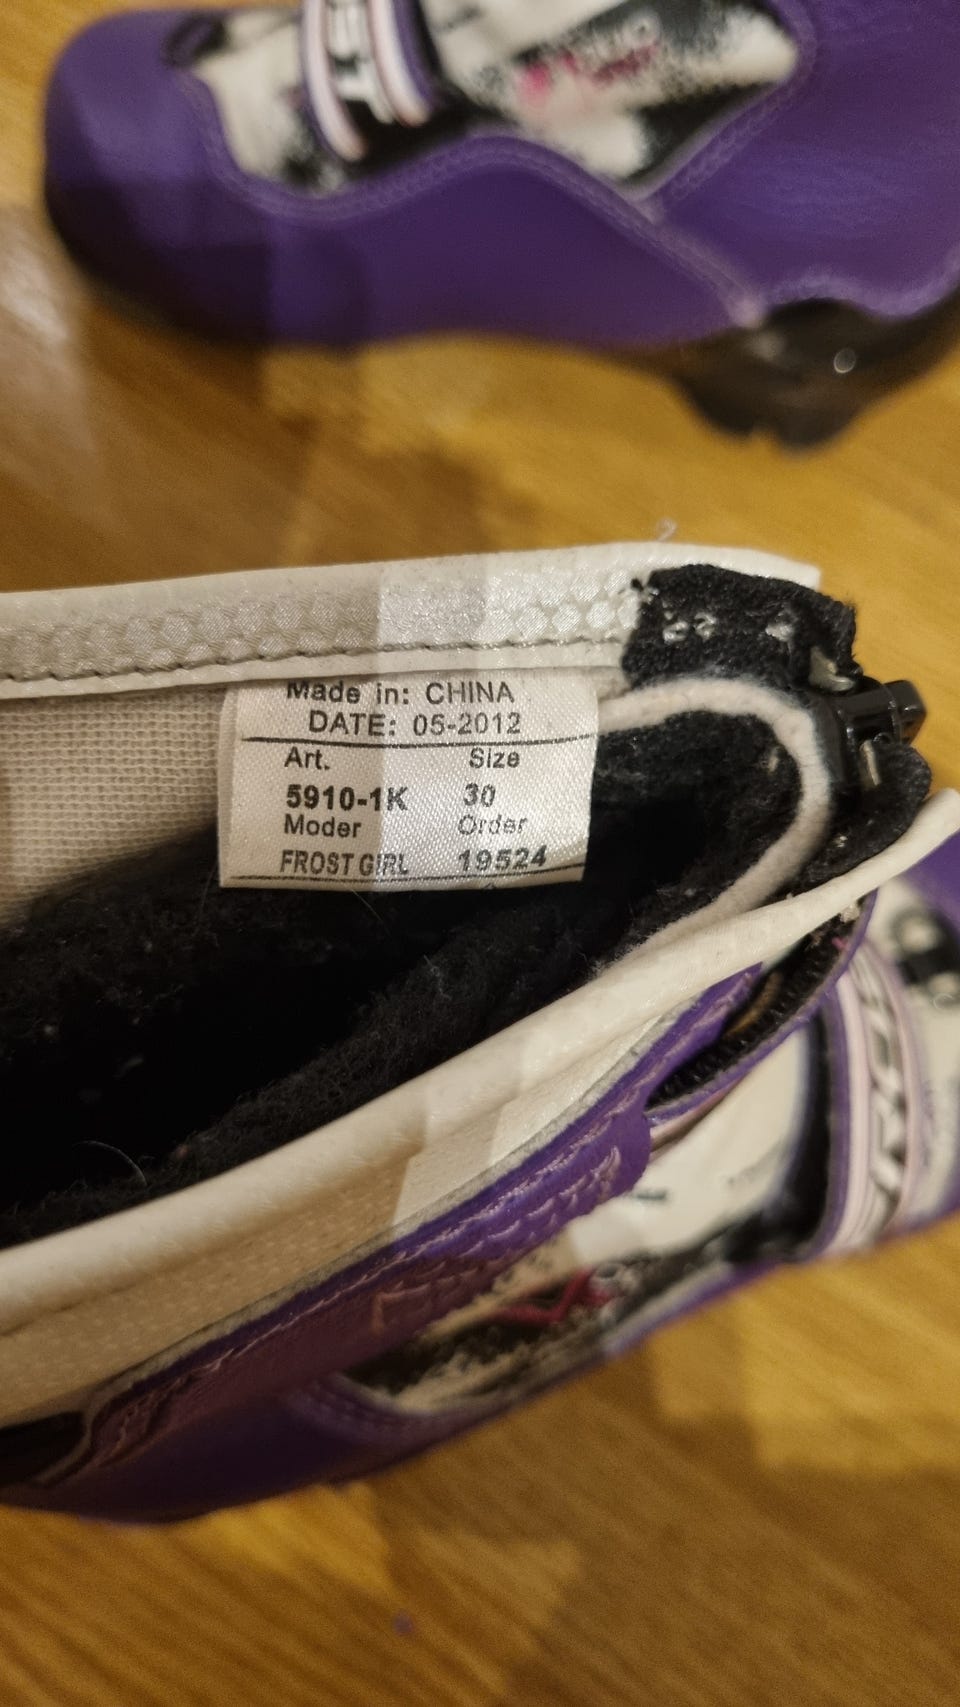 Made in: CHINA
DATE: 05-2012
Art. Size
5910-1K 30
Moder Order
FROST GIRL 19524